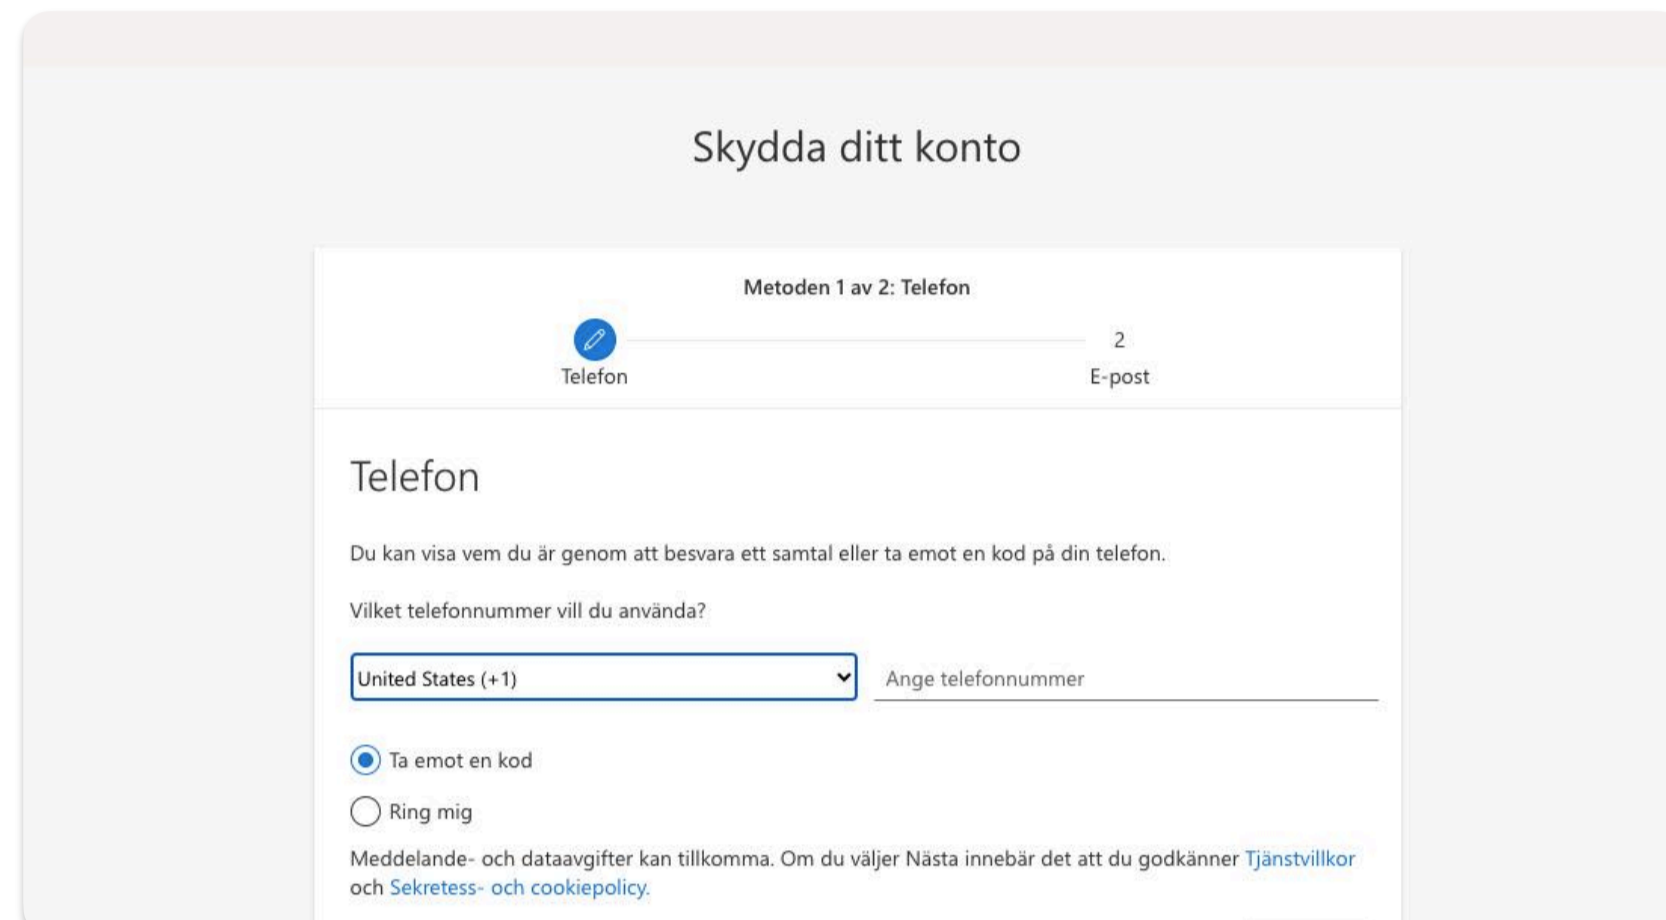 Skydda ditt konto
Metoden 1 av 2: Telefon
2
Telefon
E-post
Telefon
Du kan visa vem du är genom att besvara ett samtal eller ta emot en kod på din telefon.
Vilket telefonnummer vill du använda?
United States (+1)
Ange telefonnummer
Ta emot en kod
Ring mig
Meddelande- och dataavgifter kan tillkomma. Om du väljer Nästa innebär det att du godkänner Tjänstvillkor
och Sekretess- och cookiepolicy.